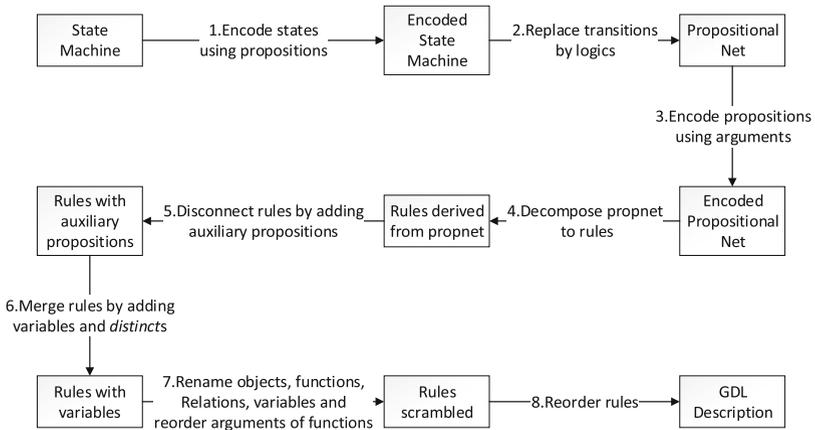 State
Machine
1.Encode states
using propositions
Encoded
State
Machine
2.Replace transitions
by logics
Propositional
Net
3.Encode propositions
using arguments
Encoded
Propositional
Net
4.Decompose propnet
to rules
Rules derived
from propnet
5.Disconnect rules by adding
auxiliary propositions
Rules with
auxiliary
propositions
6.Merge rules by adding
variables and distincts
Rules with
variables
7.Rename objects, functions,
Relations, variables and
reorder arguments of functions
Rules
scrambled
8.Reorder rules
GDL
Description